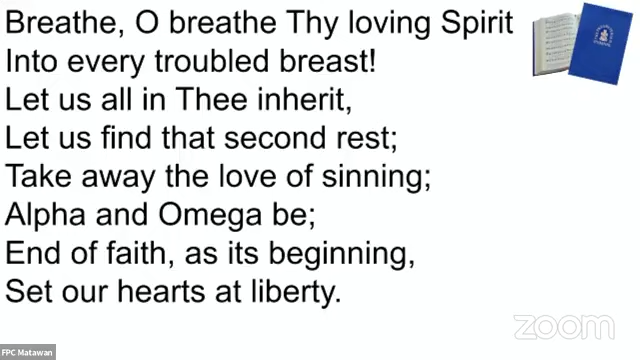 Breathe, O breathe Thy loving Spirit
Into every troubled breast!
Let us all in Thee inherit,
Let us find that second rest;
Take away the love of sinning;
Alpha and Omega be;
End of faith, as its beginning,
Set our hearts at liberty.
zoom
FPC Matawan